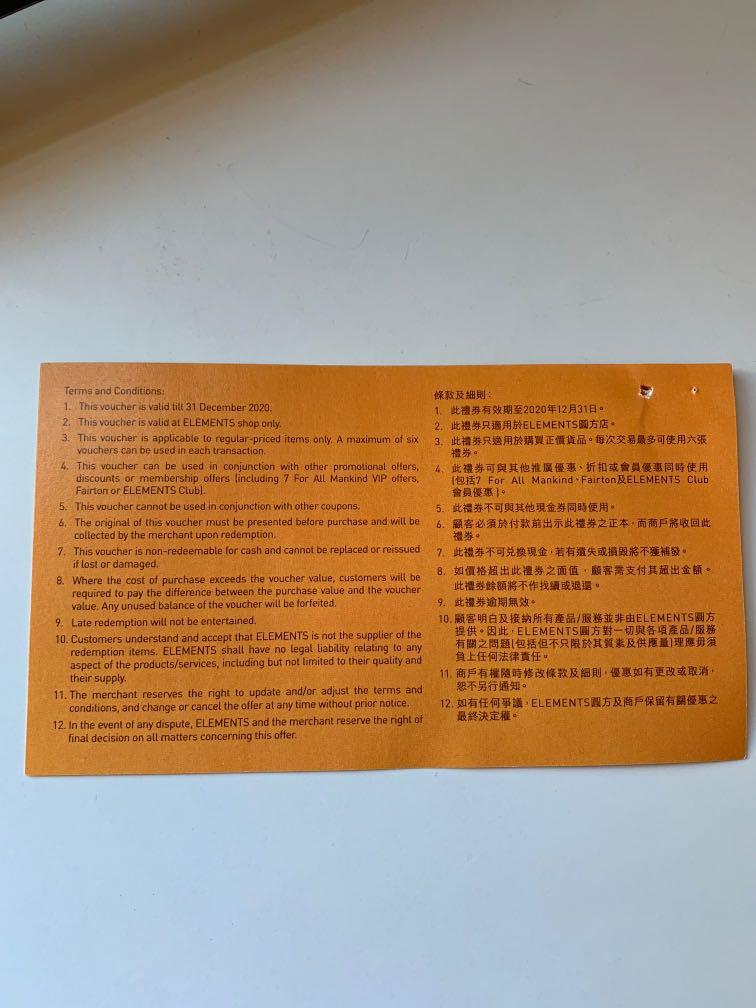 Terms and Conditions:
1. This voucher is valid till 31 December 2020.
2. This voucher is valid at ELEMENTS shop only.
3. This voucher is applicable to regular-priced items only. A maximum of six
vouchers can be used in each transaction.
4. This voucher can be used in conjunction with other promotional offers,
discounts or membership offers (including 7 For All Mankind VIP offers,
Fairton or ELEMENTS Club).
5. This voucher cannot be used in conjunction with other coupons.
6. The original of this voucher must be presented before purchase and will be
collected by the merchant upon redemption.
7. This voucher is non-redeemable for cash and cannot be replaced or reissued
if lost or damaged.
8. Where the cost of purchase exceeds the voucher value, customers will be
required to pay the difference between the purchase value and the voucher
value. Any unused balance of the voucher will be forfeited.
9. Late redemption will not be entertained.
10. Customers understand and accept that ELEMENTS is not the supplier of the
redemption items. ELEMENTS shall have no legal liability relating to any
aspect of the products/services, including but not limited to their quality and
their supply.
11. The merchant reserves the right to update and/or adjust the terms and
conditions, and change or cancel the offer at any time without prior notice.
12. In the event of any dispute, ELEMENTS and the merchant reserve the right of
final decision on all matters concerning this offer.
條款及細則：
1. 此禮券有效期至2020年12月31日。
2. 此禮券只適用於ELEMENTS圓方店。
3. 此禮券只適用於購買正價貨品。每次交易最多可使用六張
禮券。
4. 此禮券可與其他推廣優惠、折扣或會員優惠同時使用
(包括7 For All Mankind、Fairton及ELEMENTS Club
會員優惠)。
5. 此禮券不可與其他現金券同時使用。
6. 顧客必須於付款前出示此禮券之正本，而商戶將收回此
禮券。
7. 此禮券不可兌換現金，若有遺失或損毀將不獲補發。
8. 如價格超出此禮券之面值，顧客需支付其超出金額。
此禮券餘額將不作找續或退還。
9. 此禮券逾期無效。
10. 顧客明白及接納所有產品/服務並非由ELEMENTS圓方
提供。因此，ELEMENTS圓方對一切與各項產品/服務
有關之問題(包括但不只限於其質素及供應量)理應毋須
負上任何法律責任。
11. 商戶有權隨時修改條款及細則，優惠如有更改或取消，
恕不另行通知。
12. 如有任何爭議，ELEMENTS圓方及商戶保留有關優惠之
最終決定權。